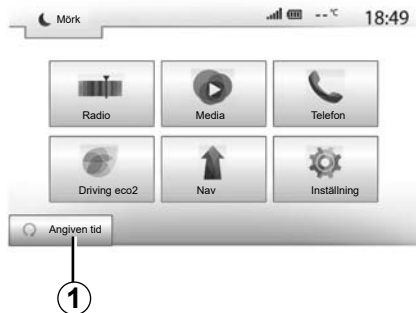 Mörk
--°C
18:49
Radio
Media
Telefon
Driving eco2
Nav
Inställning
Angiven tid
1